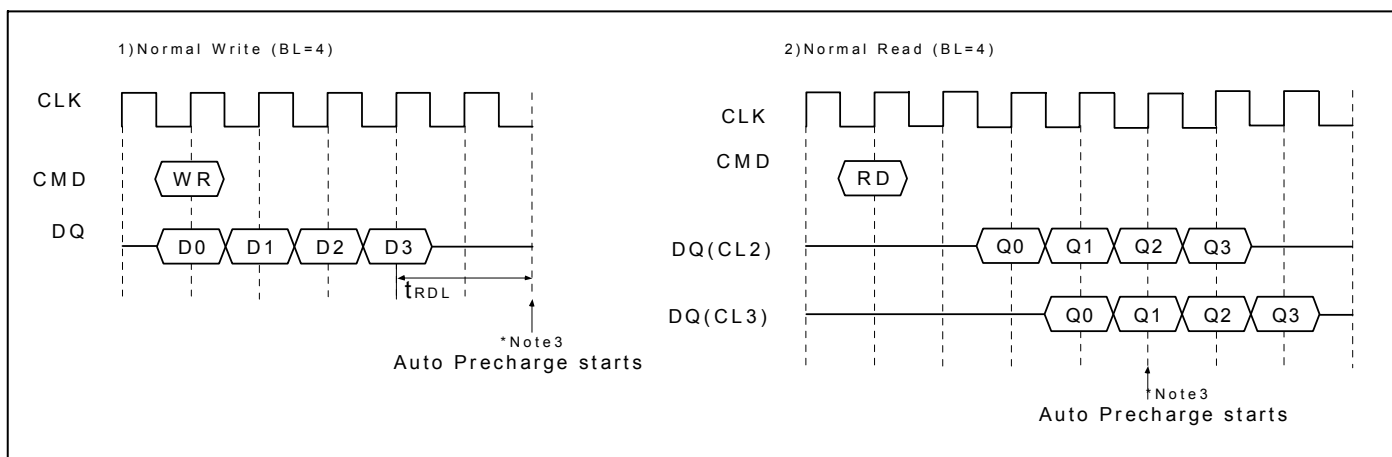 1)Normal Write (BL=4)
CLK
CMD
WR
DQ
D0 D1 D2 D3
tRDL
*Note3
Auto Precharge starts
2)Normal Read (BL=4)
CLK
CMD
RD
DQ(CL2)
Q0 Q1 Q2 Q3
DQ(CL3)
Q0 Q1 Q2 Q3
*Note3
Auto Precharge starts